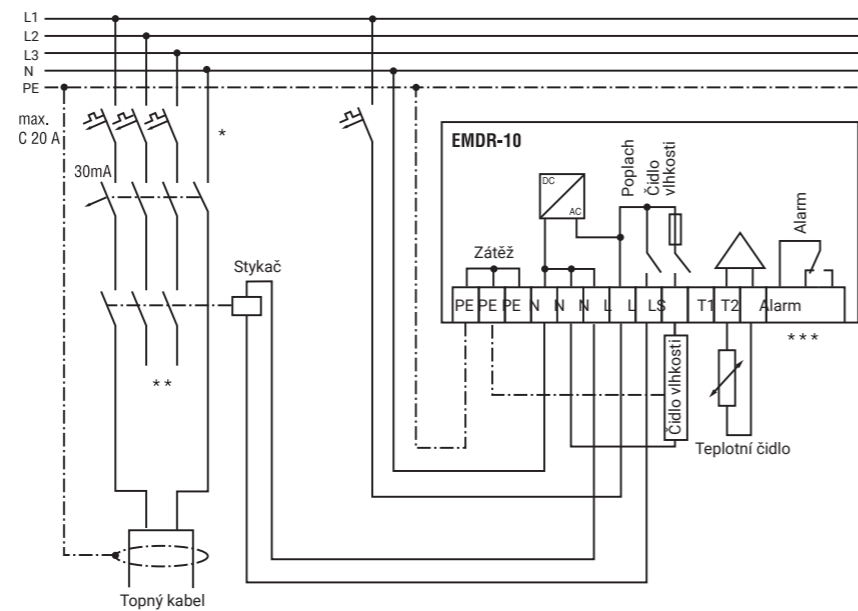 L1
L2
L3
N
PE
max.
C 20 A
*
30mA
EMDR-10
DC
AC
Poplach
Čidlo
vlhkosti
Alarm
Zátěž
Stykač
PE PE PE N N N L L LS T1 T2 Alarm
* * *
* *
Čidlo vlhkosti
Teplotní čidlo
Topný kabel